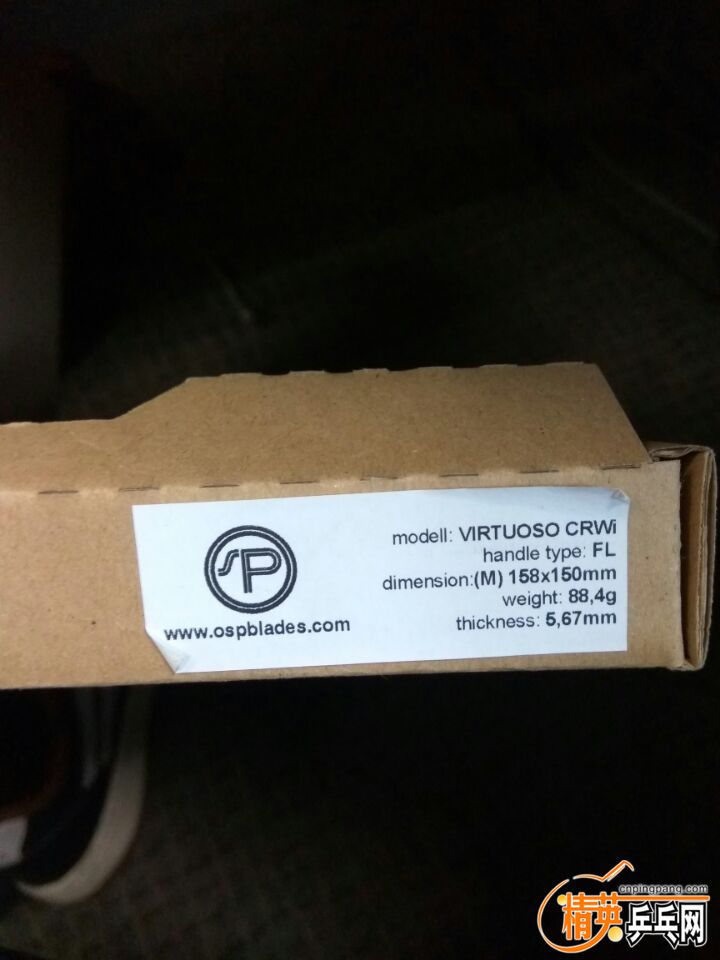 SP
www.ospblades.com
modell: VIRTUOSO CRWi
handle type: FL
dimension:(M) 158x150mm
weight: 88,4g
thickness: 5,67mm
cnpingpang.com
精英乒乓网